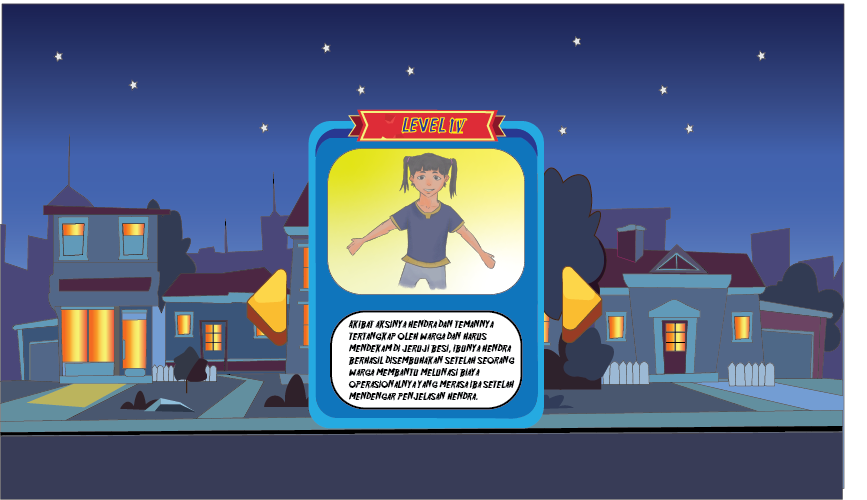 LEVEL IV
AKIBAT AKSINYA HENDRA DAN TEMANNYA
TERTANGKAP OLEH WARGA DAN HARUS
MENDEKAM DI JERUJI BESI, IBUNYA HENDRA
BERHASIL DISEMBUHKAN SETELAH SEORANG
WARGA MEMBANTU MELUNASI BIAYA
OPERASIONALNYA YANG MERASA IBA SETELAH
MENDENGAR PENJELASAN HENDRA.